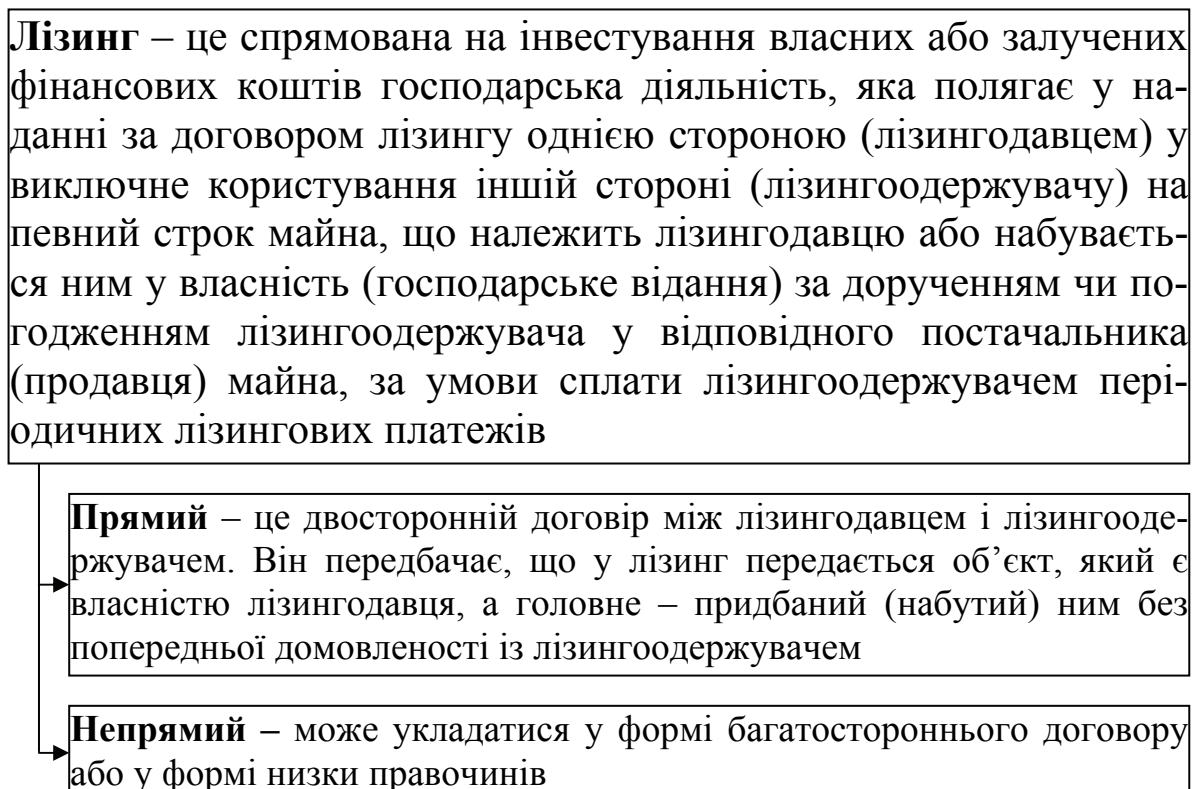 Лізинг – це спрямована на інвестування власних або залучених
фінансових коштів господарська діяльність, яка полягає у на-
данні за договором лізингу однією стороною (лізингодавцем) у
виключне користування іншій стороні (лізингоодержувачу) на
певний строк майна, що належить лізингодавцю або набуваєть-
ся ним у власність (господарське відання) за дорученням чи по-
годженням лізингоодержувача у відповідного постачальника
(продавця) майна, за умови сплати лізингоодержувачем пері-
одичних лізингових платежів
Прямий – це двосторонній договір між лізингодавцем і лізингооде-
ржувачем. Він передбачає, що у лізинг передається об’єкт, який є
власністю лізингодавця, а головне – придбаний (набутий) ним без
попередньої домовленості із лізингоодержувачем
Непрямий – може укладатися у формі багатостороннього договору
або у формі низки правочинів